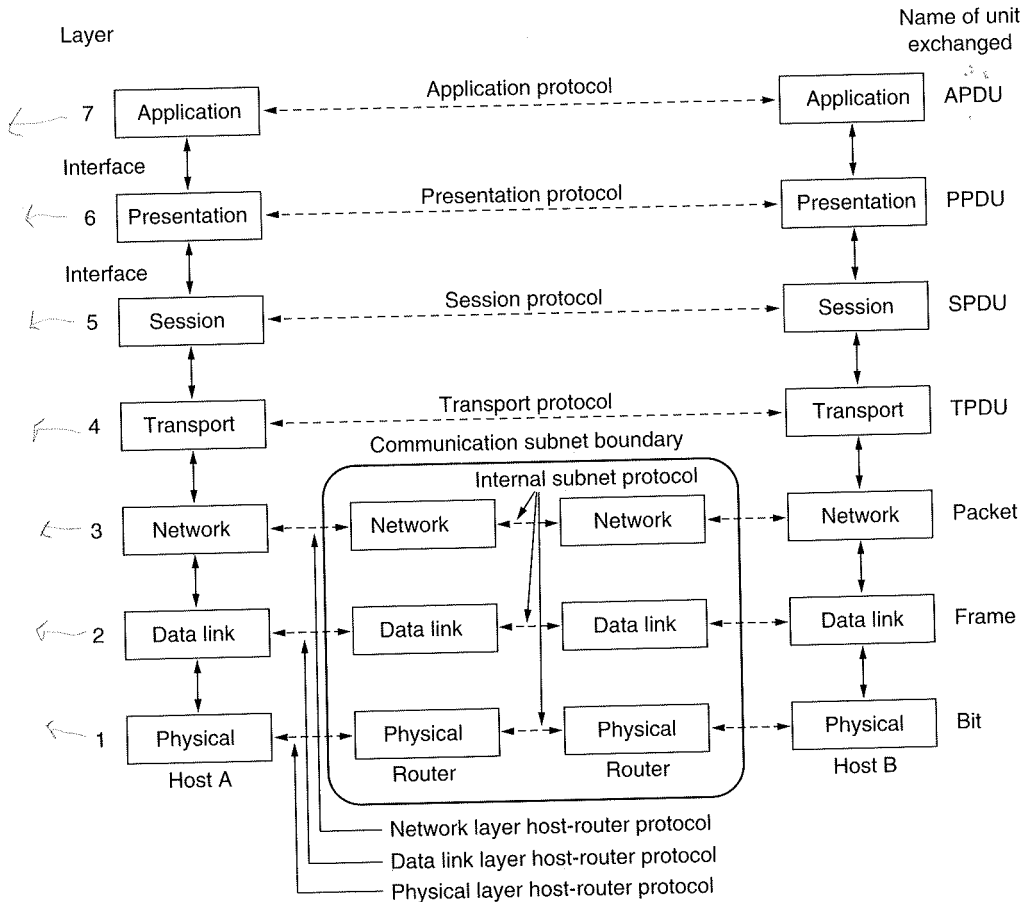 Layer
Name of unit
exchanged
7 Application Application protocol Application APDU
Interface
6 Presentation Presentation protocol Presentation PPDU
Interface
5 Session Session protocol Session SPDU
4 Transport Transport protocol Transport TPDU
Communication subnet boundary
Internal subnet protocol
3 Network Network Network Network Packet
2 Data link Data link Data link Data link Frame
1 Physical Physical Physical Physical Bit
Host A Router Router Host B
Network layer host-router protocol
Data link layer host-router protocol
Physical layer host-router protocol